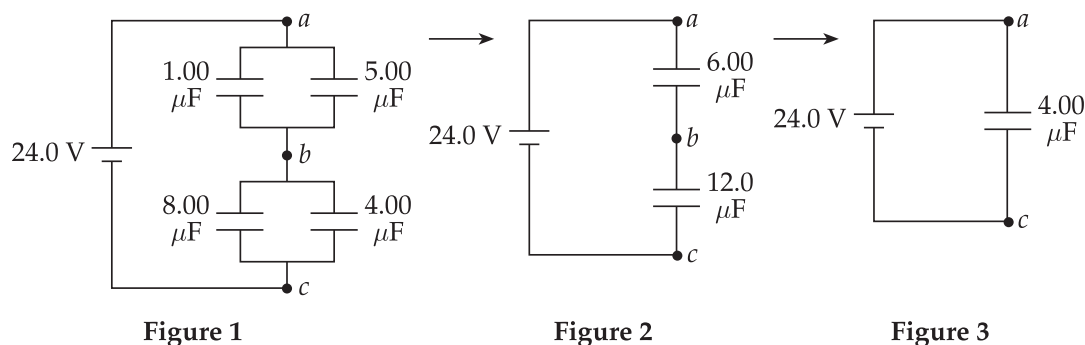 a
1.00
µF
5.00
µF
24.0 V
b
8.00
µF
4.00
µF
c
Figure 1
a
6.00
µF
24.0 V
b
12.0
µF
c
Figure 2
a
24.0 V
4.00
µF
c
Figure 3